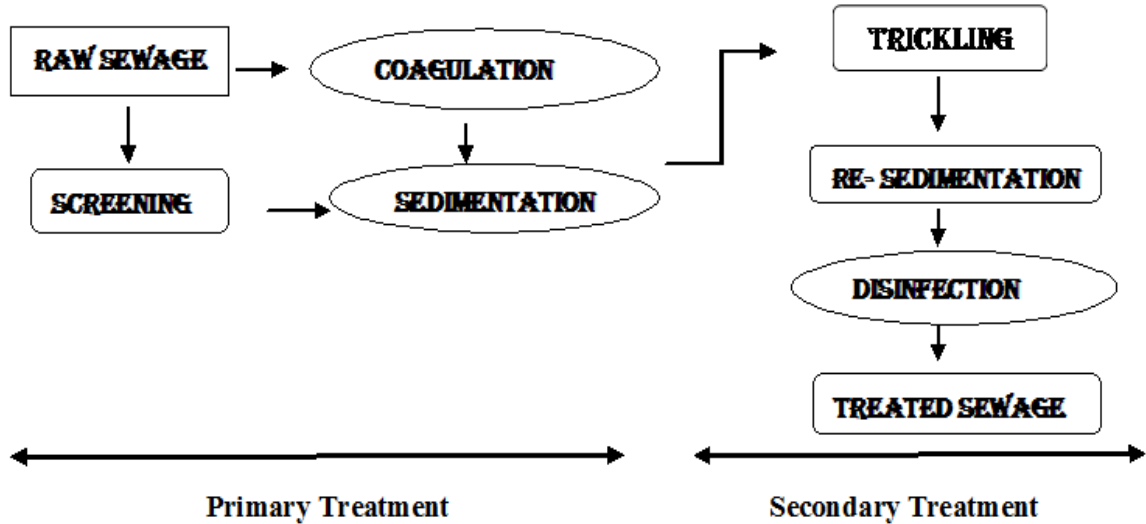 RAW SEWAGE
COAGULATION
TRICKLING
SCREENING
SEDIMENTATION
RE- SEDIMENTATION
DISINFECTION
TREATED SEWAGE
Primary Treatment
Secondary Treatment